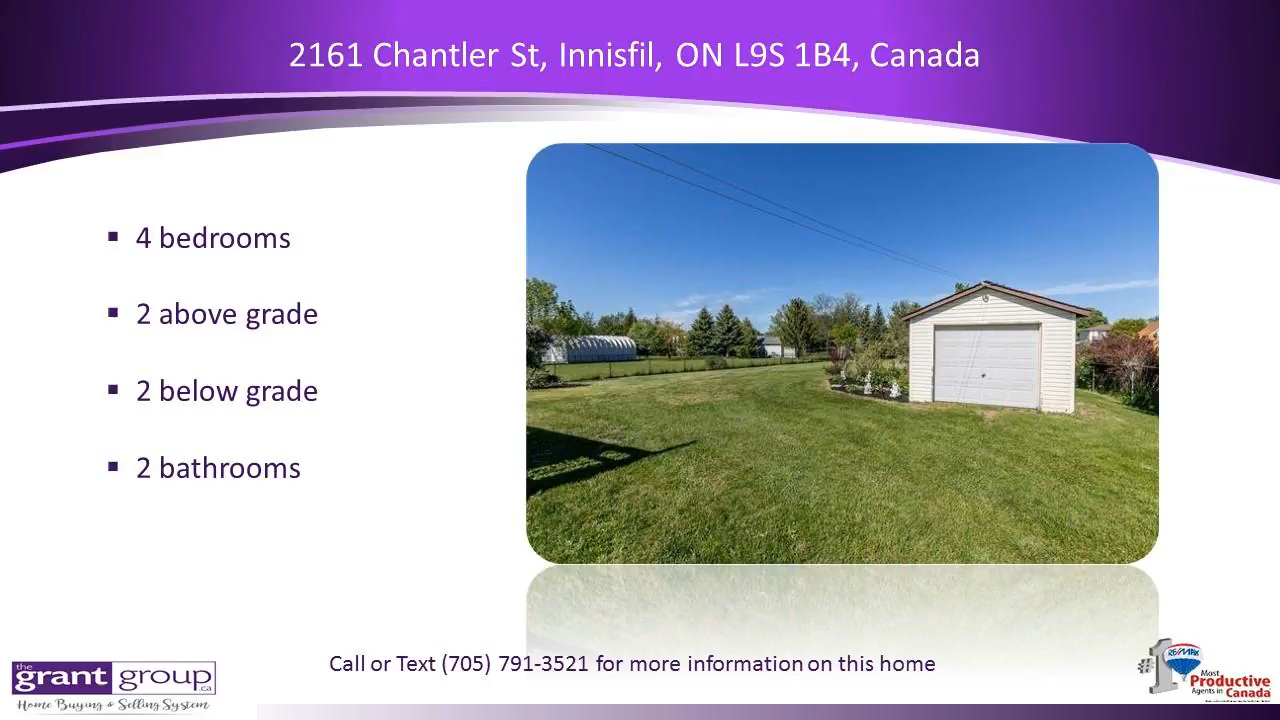 2161 Chantler St, Innisfil, ON L9S 1B4, Canada
4 bedrooms
2 above grade
2 below grade
2 bathrooms
Call or Text (705) 791-3521 for more information on this home
the
grant group.ca
Home Buying & Selling System
#1
RE/MAX
Most
Productive
Agents in Canada